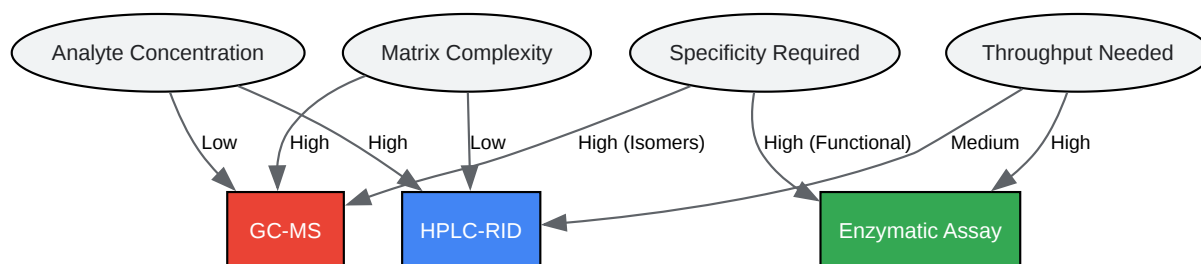 Analyte Concentration
Matrix Complexity
Specificity Required
Throughput Needed
Low
High
High
Low
High (Isomers)
High (Functional)
Medium
High
GC-MS
HPLC-RID
Enzymatic Assay